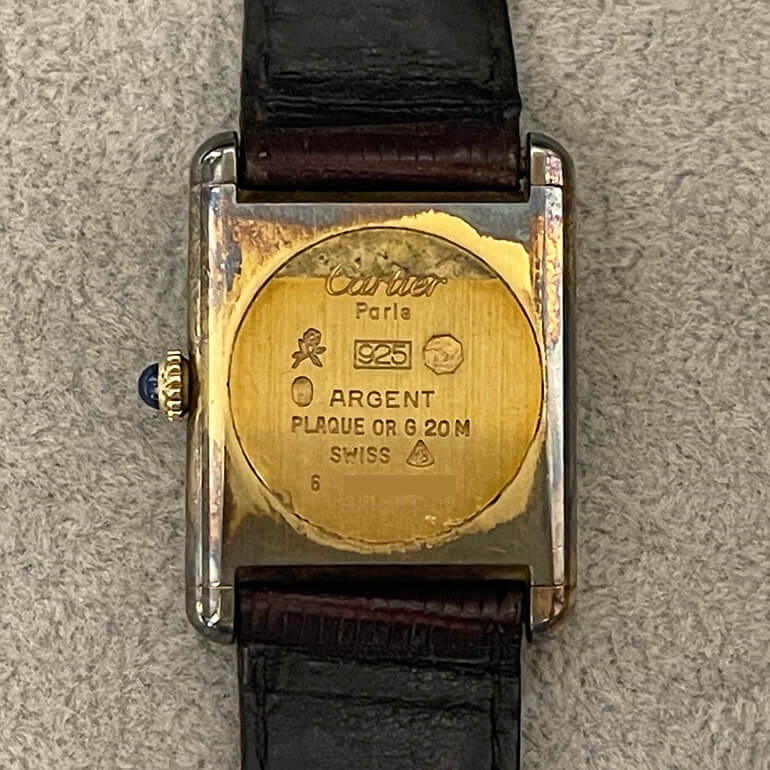 Cartier
Paris
925
ARGENT
PLAQUE OR G 20 M
SWISS
6